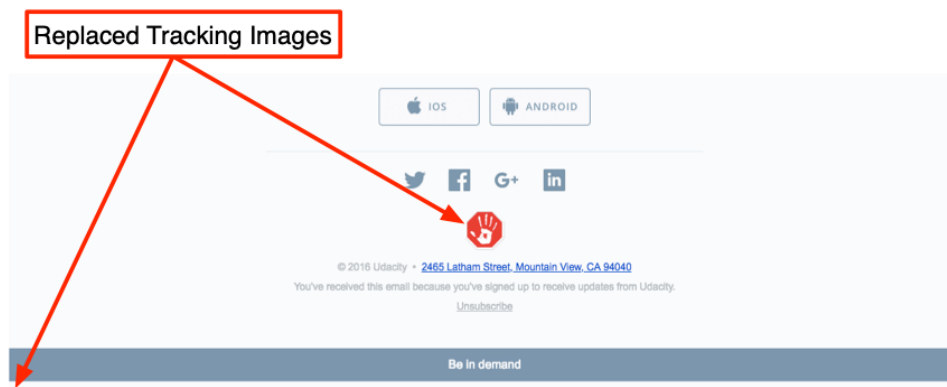 Replaced Tracking Images
IOS
ANDROID
© 2016 Udacity • 2465 Latham Street, Mountain View, CA 94040
You've received this email because you've signed up to receive updates from Udacity.
Unsubscribe
Be in demand